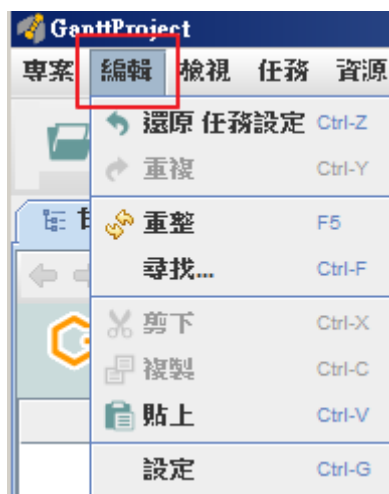 GanttProject
專案 編輯 檢視 任務 資源
還原 任務設定 Ctrl-Z
重複 Ctrl-Y
重整 F5
尋找... Ctrl-F
剪下 Ctrl-X
複製 Ctrl-C
貼上 Ctrl-V
設定 Ctrl-G